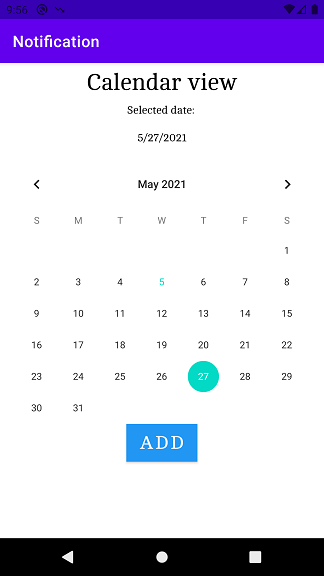 9:56
Notification
Calendar view
Selected date:
5/27/2021
May 2021
S M T W T F S
1
2 3 4 5 6 7 8
9 10 11 12 13 14 15
16 17 18 19 20 21 22
23 24 25 26 27 28 29
30 31
ADD